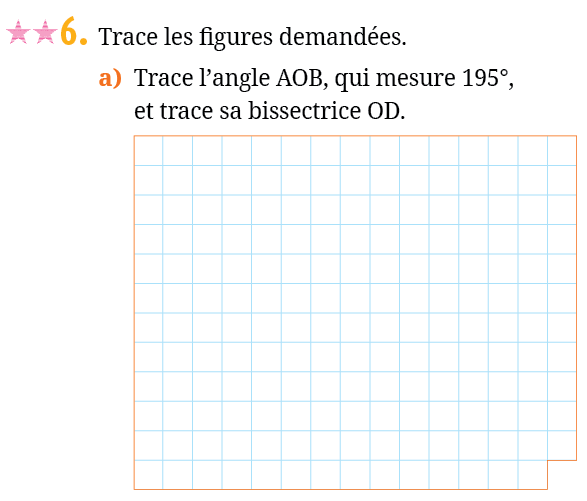 6. Trace les figures demandées.
a) Trace l’angle AOB, qui mesure 195°,
et trace sa bissectrice OD.